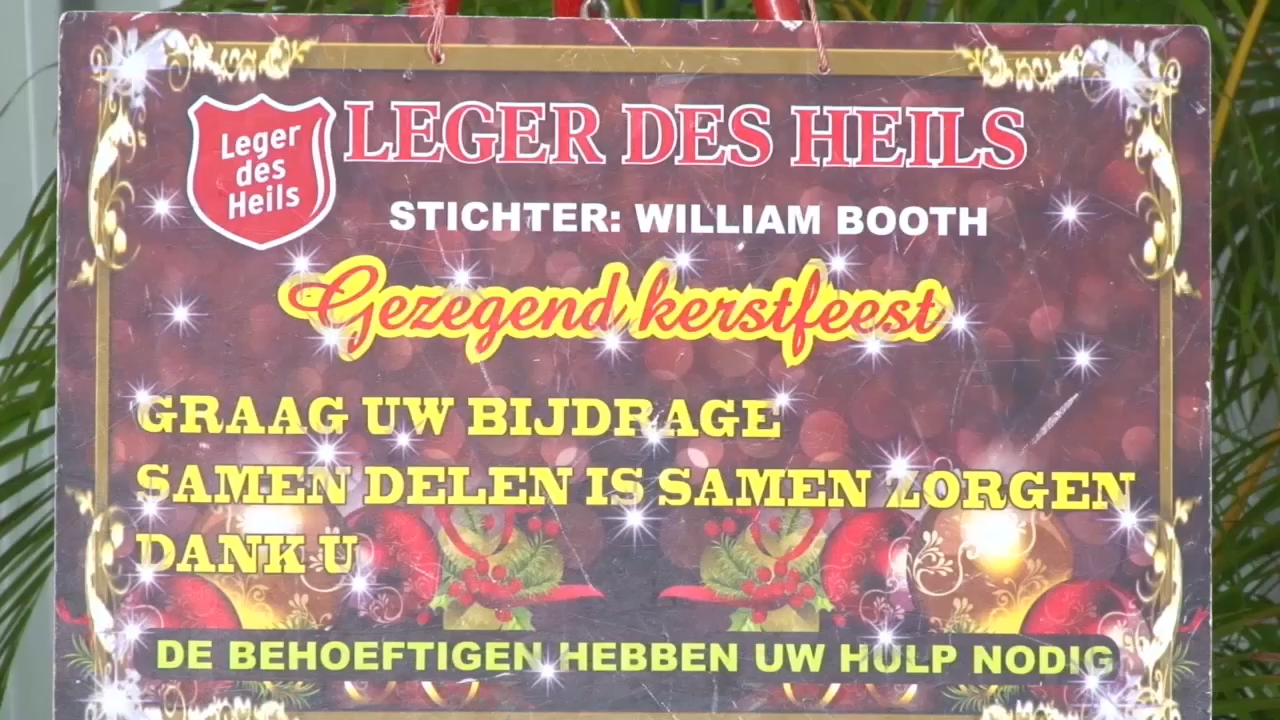 Leger
des
Heils
LEGER DES HEILS
STICHTER: WILLIAM BOOTH
Gezegend kerstfeest
GRAAG UW BIJDRAGE
SAMEN DELEN IS SAMEN ZORGEN
DANK U
DE BEHOEFTIGEN HEBBEN UW HULP NODIG